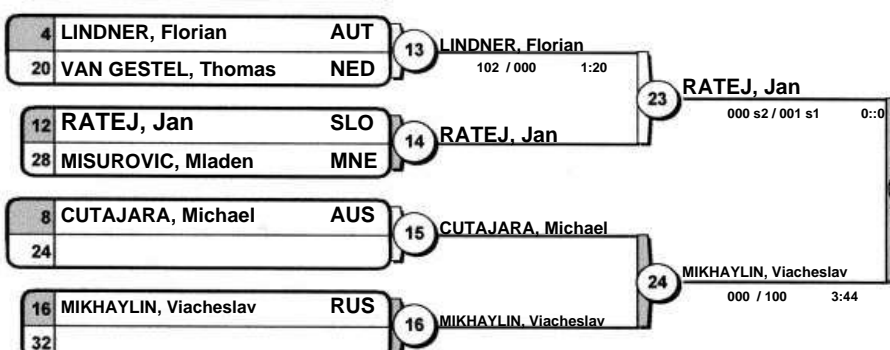 4 LINDNER, Florian AUT
20 VAN GESTEL, Thomas NED
13 LINDNER, Florian
102 / 000 1:20
12 RATEJ, Jan SLO
28 MISUROVIC, Mladen MNE
14 RATEJ, Jan
23 RATEJ, Jan
000 s2 / 001 s1 0::0
8 CUTAJARA, Michael AUS
24
15 CUTAJARA, Michael
16 MIKHAYLIN, Viacheslav RUS
32
16 MIKHAYLIN, Viacheslav
24 MIKHAYLIN, Viacheslav
000 / 100 3:44